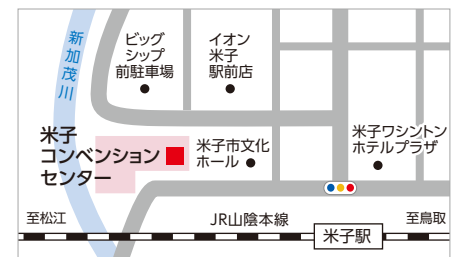 新加茂川
ビッグ
シップ
前駐車場
イオン
米子
駅前店
米子
コンベンション
センター
米子市文化
ホール
米子ワシントン
ホテルプラザ
至松江
JR山陰本線
至鳥取
米子駅